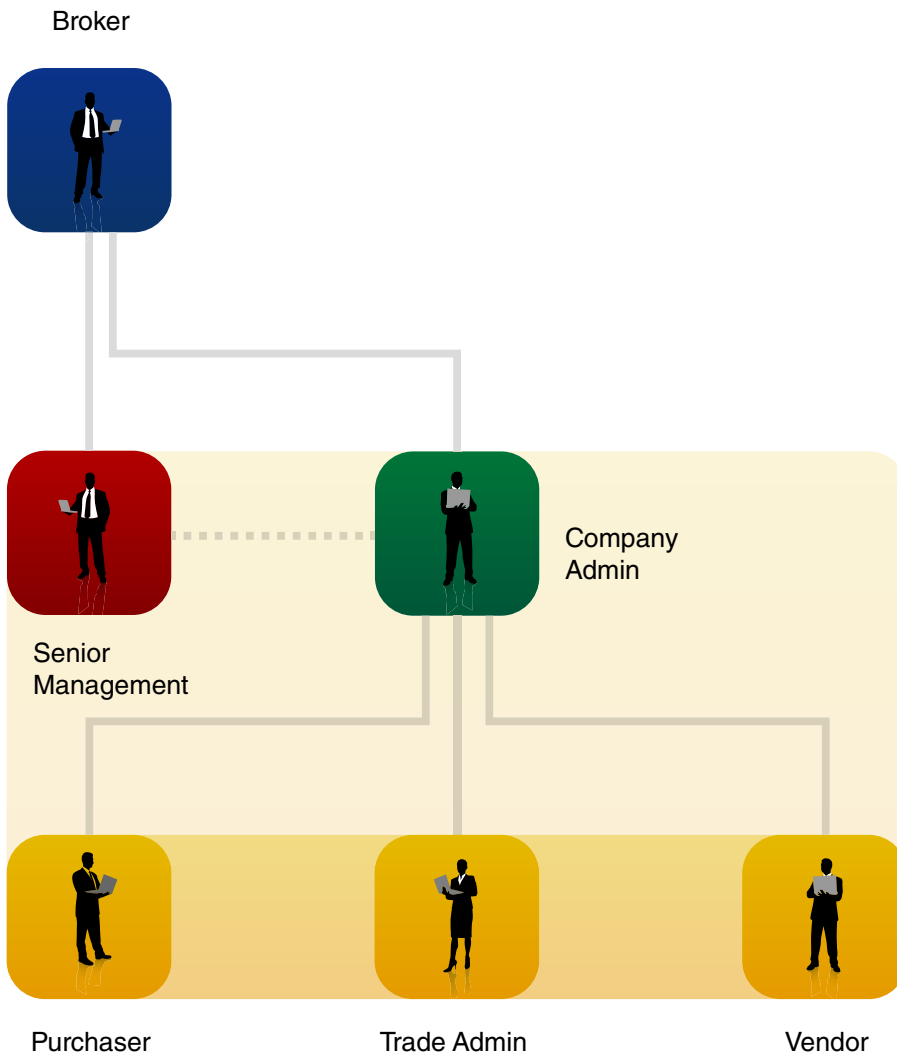 Broker
Company
Admin
Senior
Management
Purchaser
Trade Admin
Vendor